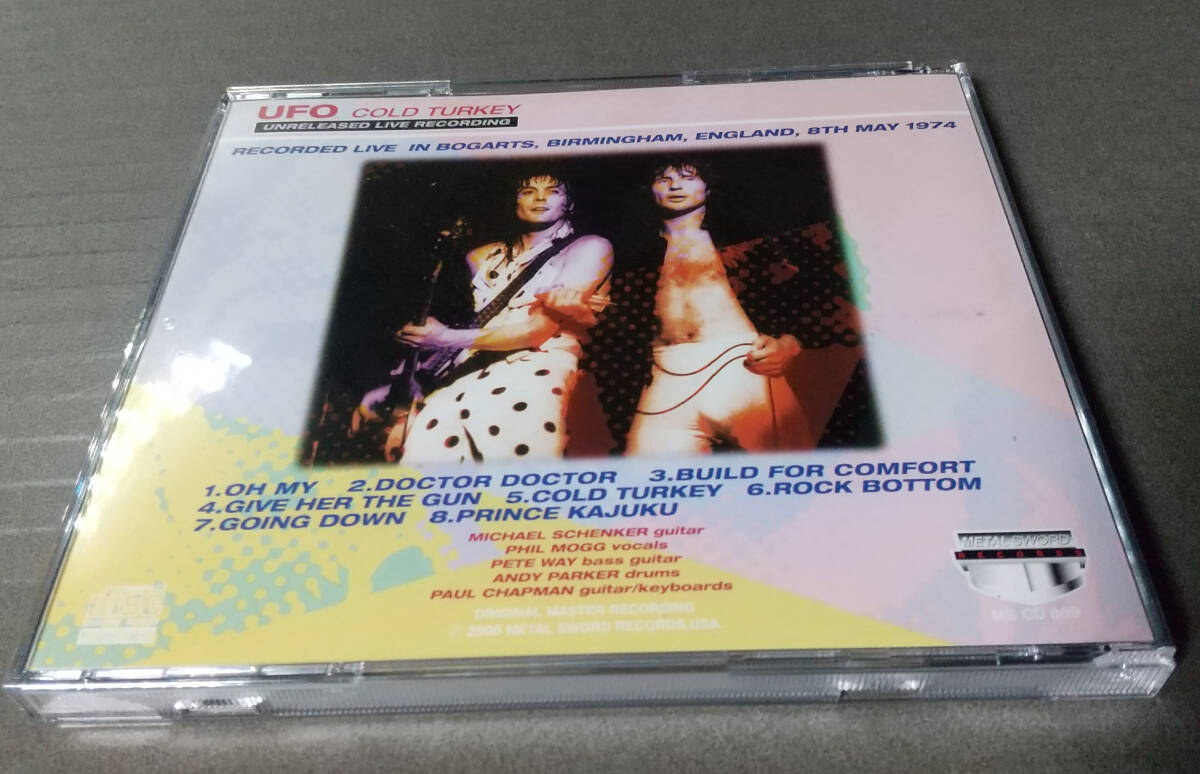 UFO COLD TURKEY
UNRELEASED LIVE RECORDING
RECORDED LIVE IN BOGARTS, BIRMINGHAM, ENGLAND, 8TH MAY 1974
1.OH MY 2.DOCTOR DOCTOR 3.BUILD FOR COMFORT
4.GIVE HER THE GUN 5.COLD TURKEY 6.ROCK BOTTOM
7.GOING DOWN 8.PRINCE KAJUKU
MICHAEL SCHENKER guitar
PHIL MOGG vocals
PETE WAY bass guitar
ANDY PARKER drums
PAUL CHAPMAN guitar/keyboards
ORIGINAL MASTER RECORDING
METAL SWORD RECORDS.USA
METAL SWORD
RECORDS
MS CD